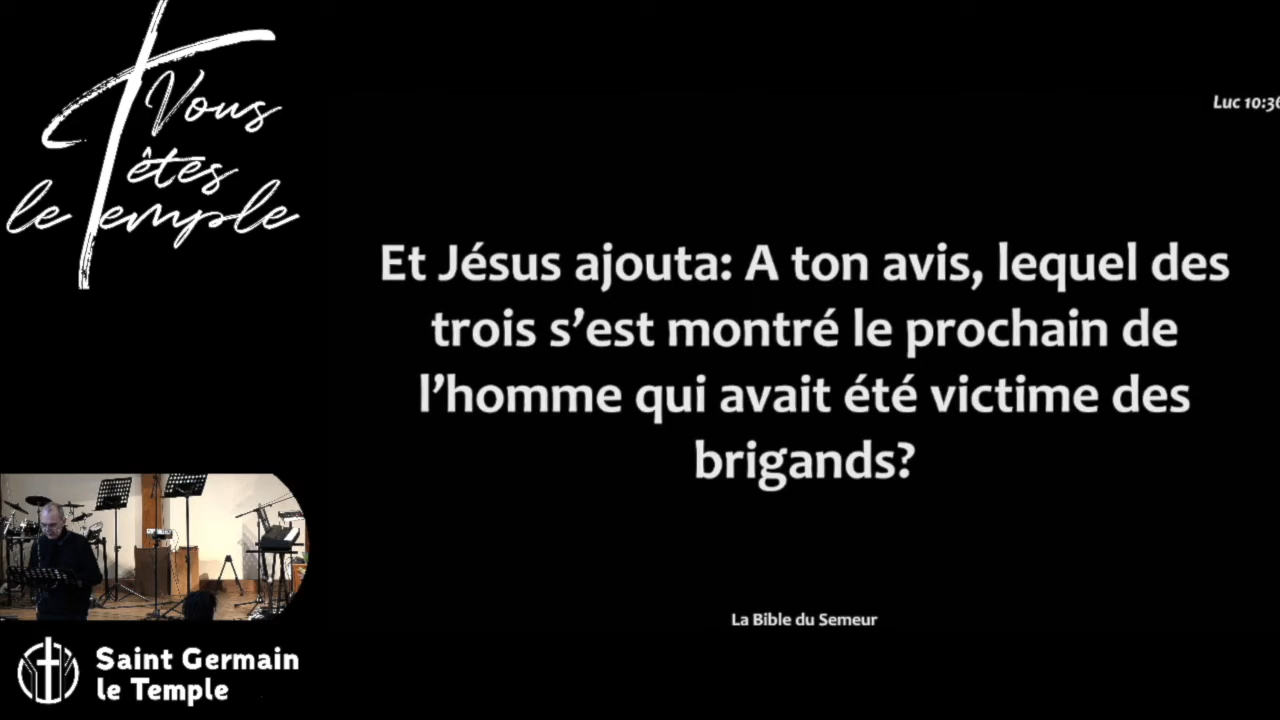 Vous
êtes
le Temple
Luc 10:36
Et Jésus ajouta: A ton avis, lequel des
trois s’est montré le prochain de
l’homme qui avait été victime des
brigands?
La Bible du Semeur
Saint Germain
le Temple